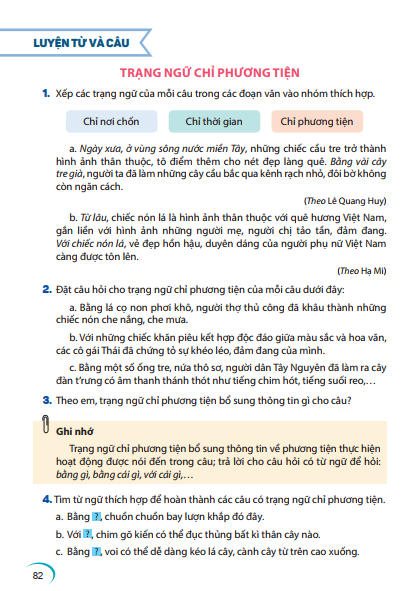 LUYỆN TỪ VÀ CÂU
TRẠNG NGỮ CHỈ PHƯƠNG TIỆN
1. Xếp các trạng ngữ của mỗi câu trong các đoạn văn vào nhóm thích hợp.
Chỉ nơi chốn
Chỉ thời gian
Chỉ phương tiện
a. Ngày xưa, ở vùng sông nước miền Tây, những chiếc cầu tre trở thành
hình ảnh thân thuộc, tô điểm thêm cho nét đẹp làng quê. Bằng vài cây
tre già, người ta đã làm những cây cầu bắc qua kênh rạch nhỏ, đôi bờ không
còn ngăn cách.
(Theo Lê Quang Huy)
b. Từ lâu, chiếc nón lá là hình ảnh thân thuộc với quê hương Việt Nam,
gắn liền với hình ảnh những người mẹ, người chị tảo tần, đảm đang.
Với chiếc nón lá, vẻ đẹp hồn hậu, duyên dáng của người phụ nữ Việt Nam
càng được tôn lên.
(Theo Hạ Mi)
2. Đặt câu hỏi cho trạng ngữ chỉ phương tiện của mỗi câu dưới đây:
a. Bằng lá cọ non phơi khô, người thợ thủ công đã khâu thành những
chiếc nón che nắng, che mưa.
b. Với những chiếc khăn piêu kết hợp độc đáo giữa màu sắc và hoa văn,
các cô gái Thái đã chứng tỏ sự khéo léo, đảm đang của mình.
c. Bằng một số ống tre, nứa thô sơ, người dân Tây Nguyên đã làm ra cây
đàn t'rưng có âm thanh thánh thót như tiếng chim hót, tiếng suối reo,...
3. Theo em, trạng ngữ chỉ phương tiện bổ sung thông tin gì cho câu?
Ghi nhớ
Trạng ngữ chỉ phương tiện bổ sung thông tin về phương tiện thực hiện
hoạt động được nói đến trong câu; trả lời cho câu hỏi có từ ngữ để hỏi:
bằng gì, bằng cái gì, với cái gì,...
4. Tìm từ ngữ thích hợp để hoàn thành các câu có trạng ngữ chỉ phương tiện.
a. Bằng ?, chuồn chuồn bay lượn khắp đó đây.
b. Với ?, chim gõ kiến có thể đục thủng bất kì thân cây nào.
c. Bằng ?, voi có thể dễ dàng kéo lá cây, cành cây từ trên cao xuống.
82